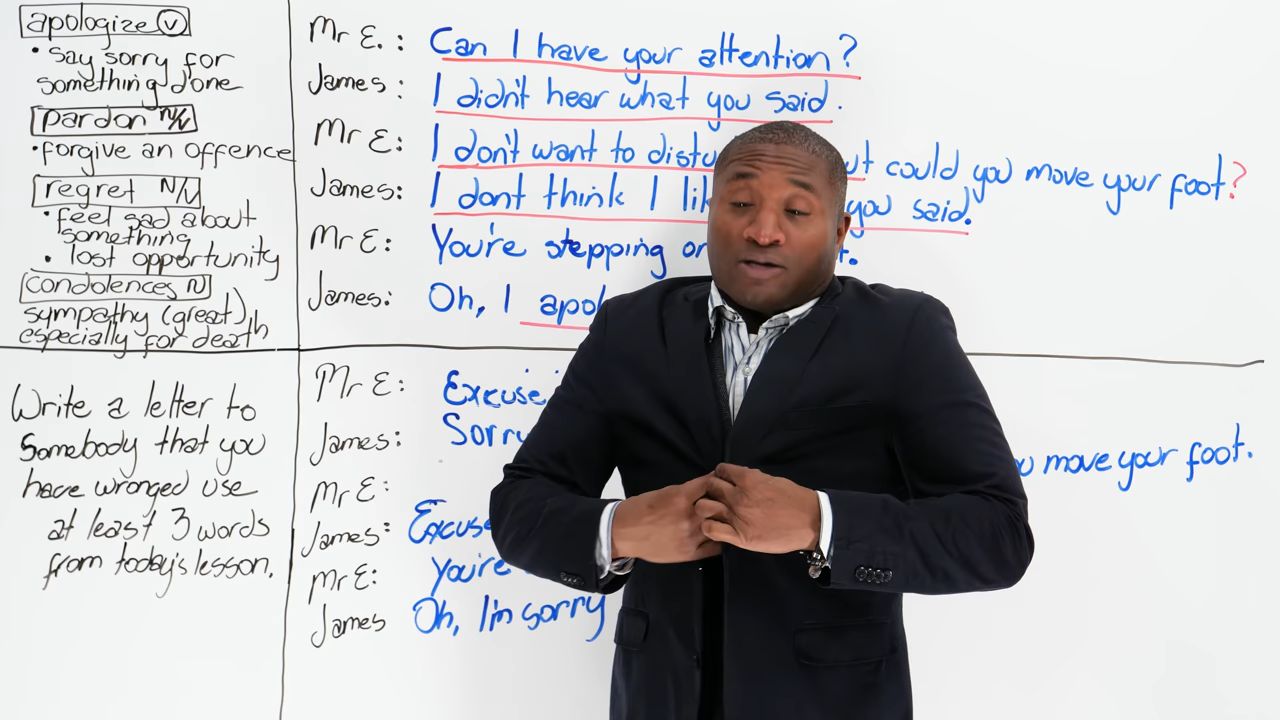 apologize (v)
• say sorry for
something done
pardon N/V
• forgive an offence
regret N/V
• feel sad about
something
• lost opportunity
condolences N
sympathy (great),
especially for death
Write a letter to
somebody that you
have wronged use
at least 3 words
from today's lesson.
Mr E. : Can I have your attention?
James : I didn't hear what you said.
Mr E: I don't want to distu ut could you move your foot?
James: I dont think I lik you said.
Mr E: You're stepping on t.
James: Oh, I apol
Mr E: Excuse
James: Sorry u move your foot.
Mr E:
James: Excuse
Mr E: You're
James Oh, I'm sorry